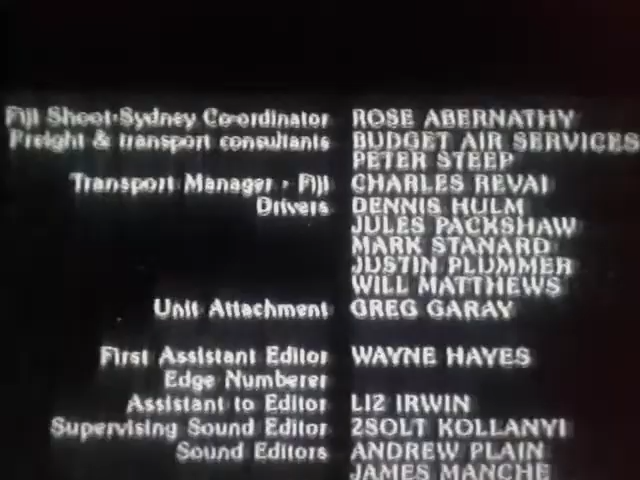 Fiji Shoot-Sydney Co-ordinator ROSE ABERNATHY
Freight & transport consultants BUDGET AIR SERVICES
PETER STEEP
Transport Manager - Fiji CHARLES REVAI
Drivers DENNIS HULM
JULES PACKSHAW
MARK STANARD
JUSTIN PLUMMER
WILL MATTHEWS
Unit Attachment GREG GARAY
First Assistant Editor WAYNE HAYES
Edge Numberer
Assistant to Editor LIZ IRWIN
Supervising Sound Editor ZSOLT KOLLANYI
Sound Editors ANDREW PLAIN
JAMES MANCHE